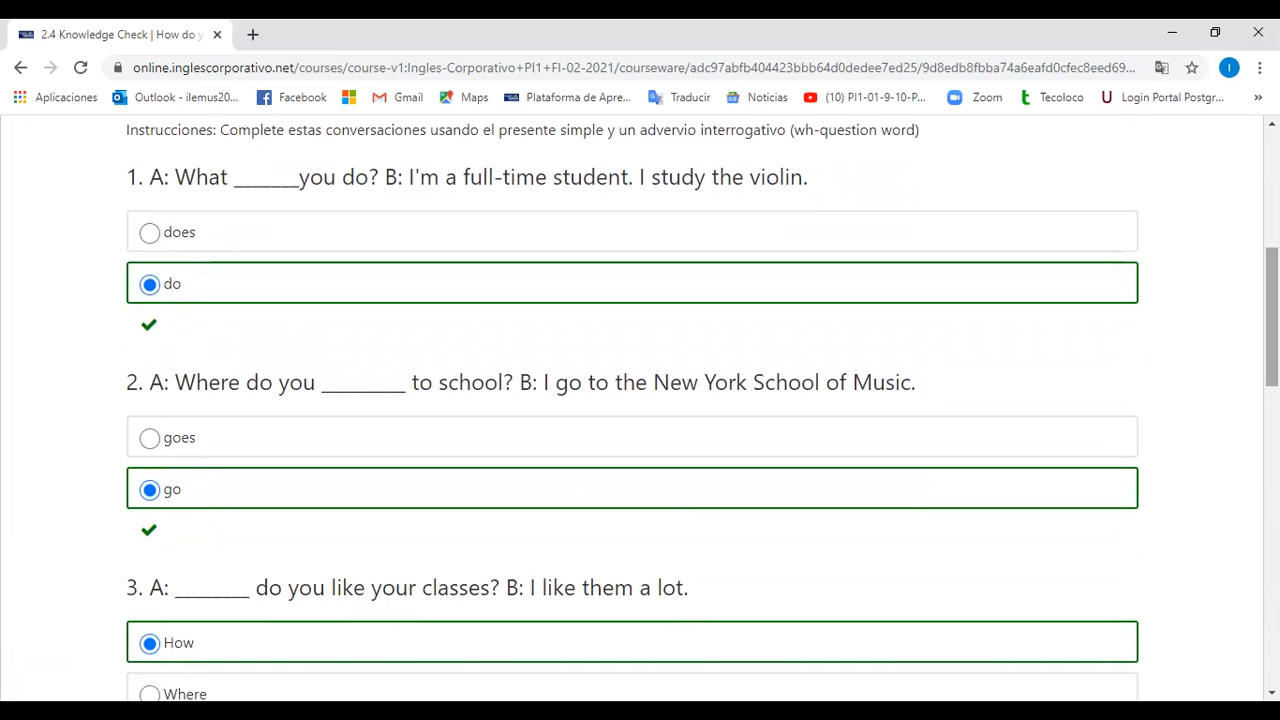 2.4 Knowledge Check | How do y
online.inglescorporativo.net/courses/course-v1:Ingles-Corporativo+PI1+FI-02-2021/courseware/adc97abfb404423bbb64d0dedee7ed25/9d8edb8fbba74a6eafd0cfec8eed69...
Aplicaciones Outlook - ilemus20... Facebook Gmail Maps Plataforma de Apre... Traducir Noticias (10) PI1-01-9-10-P... Zoom Tecoloco Login Portal Postgr... »
Instrucciones: Complete estas conversaciones usando el presente simple y un advervio interrogativo (wh-question word)
1. A: What _______you do? B: I'm a full-time student. I study the violin.
does
do
2. A: Where do you _________ to school? B: I go to the New York School of Music.
goes
go
3. A: ________ do you like your classes? B: I like them a lot.
How
Where